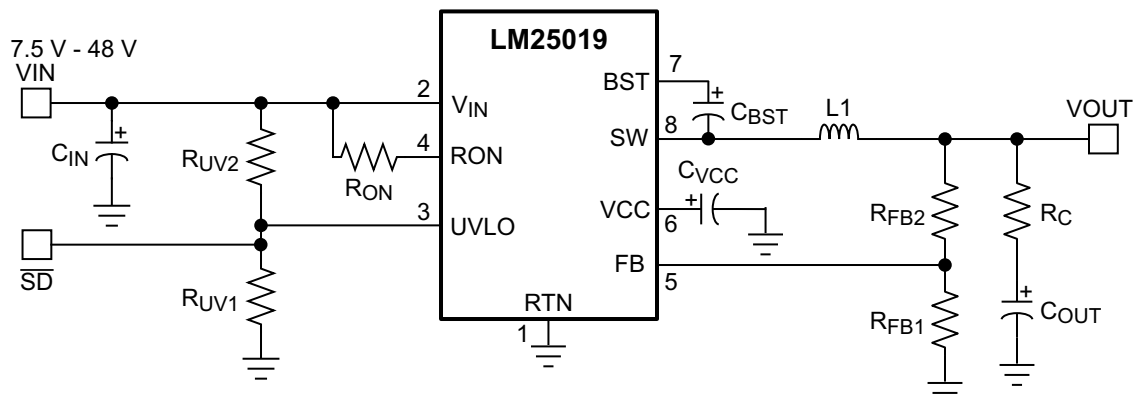 LM25019
7.5 V - 48 V
VIN
2
VIN
BST
7
CBST
CIN
RUV2
4
RON
RON
SW
8
L1
VOUT
CVCC
3
UVLO
VCC
6
RFB2
RC
SD
FB
5
RUV1
RTN
1
RFB1
COUT